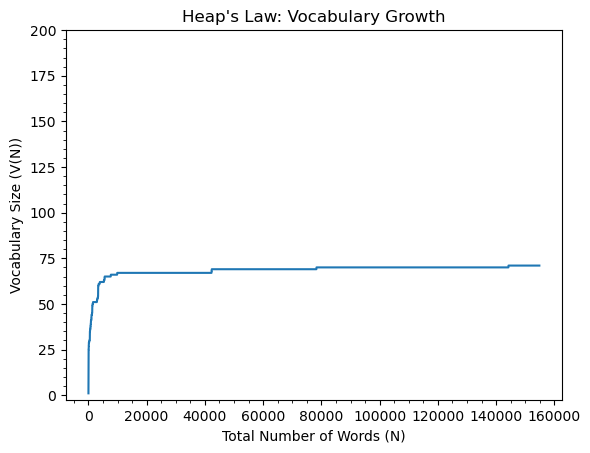 Heap's Law: Vocabulary Growth
200
175
150
125
100
75
50
25
0
Vocabulary Size (V(N))
0 20000 40000 60000 80000 100000 120000 140000 160000
Total Number of Words (N)